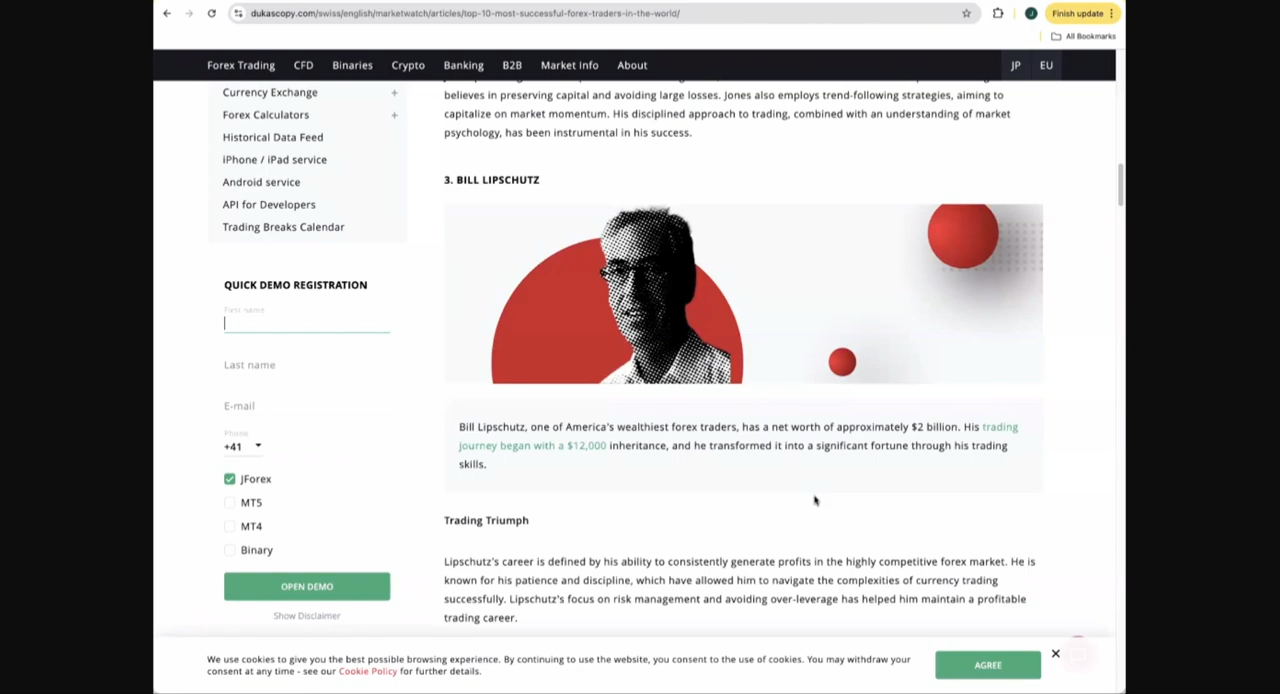 dukascopy.com/swiss/english/marketwatch/articles/top-10-most-successful-forex-traders-in-the-world/
J
Finish update
All Bookmarks
Forex Trading CFD Binaries Crypto Banking B2B Market Info About JP EU
Currency Exchange +
Forex Calculators +
Historical Data Feed
iPhone / iPad service
Android service
API for Developers
Trading Breaks Calendar
QUICK DEMO REGISTRATION
First name
Last name
E-mail
Phone
+41
JForex
MT5
MT4
Binary
OPEN DEMO
Show Disclaimer
believes in preserving capital and avoiding large losses. Jones also employs trend-following strategies, aiming to
capitalize on market momentum. His disciplined approach to trading, combined with an understanding of market
psychology, has been instrumental in his success.
3. BILL LIPSCHUTZ
Bill Lipschutz, one of America's wealthiest forex traders, has a net worth of approximately $2 billion. His trading
journey began with a $12,000 inheritance, and he transformed it into a significant fortune through his trading
skills.
Trading Triumph
Lipschutz's career is defined by his ability to consistently generate profits in the highly competitive forex market. He is
known for his patience and discipline, which have allowed him to navigate the complexities of currency trading
successfully. Lipschutz's focus on risk management and avoiding over-leverage has helped him maintain a profitable
trading career.
We use cookies to give you the best possible browsing experience. By continuing to use the website, you consent to the use of cookies. You may withdraw your
consent at any time - see our Cookie Policy for further details.
AGREE